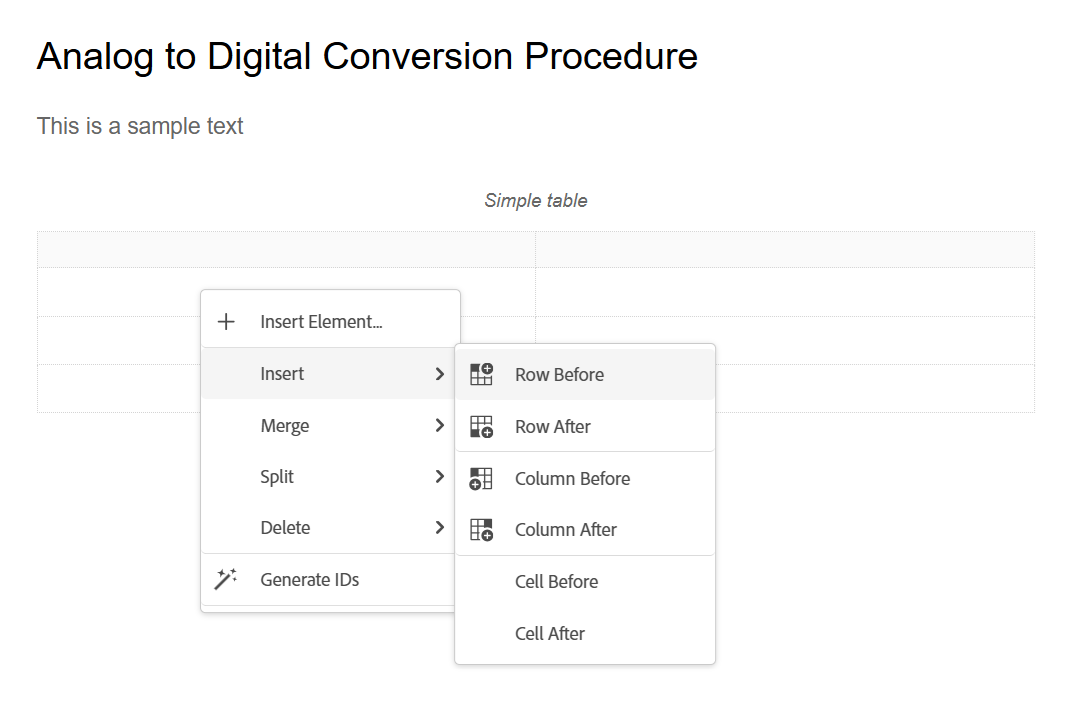 Analog to Digital Conversion Procedure
This is a sample text
Simple table
Insert Element...
Insert
Merge
Split
Delete
Generate IDs
Row Before
Row After
Column Before
Column After
Cell Before
Cell After